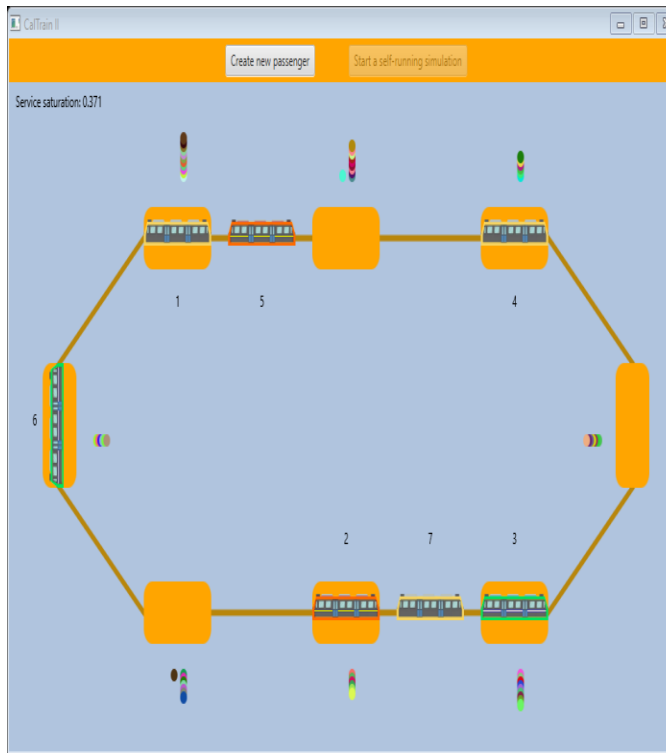 CalTrain II
Create new passenger
Start a self-running simulation
Service saturation: 0.371
1
5
4
6
2
7
3